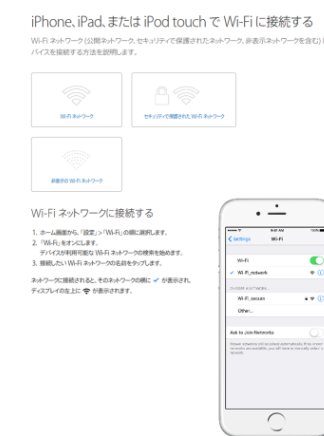 iPhone、iPad、または iPod touch で Wi-Fi に接続する
Wi-Fi ネットワーク (公開ネットワーク、セキュリティで保護されたネットワーク、非表示ネットワークを含む) に
バイスを接続する方法を説明します。
Wi-Fi ネットワーク
セキュリティで保護された Wi-Fi ネットワーク
非表示の Wi-Fi ネットワーク
Wi-Fi ネットワークに接続する
1. ホーム画面から、「設定」>「Wi-Fi」の順に選択します。
2. 「Wi-Fi」をオンにします。
デバイスが利用可能な Wi-Fi ネットワークの検索を始めます。
3. 接続したい Wi-Fi ネットワークの名前をタップします。
ネットワークに接続されると、そのネットワークの横に ✓ が表示され、
ディスプレイの左上に が表示されます。
9:41 AM
Settings
Wi-Fi
Wi-Fi
Wi-Fi_network
CHOOSE A NETWORK...
Wi-Fi_secure
Other...
Ask to Join Networks